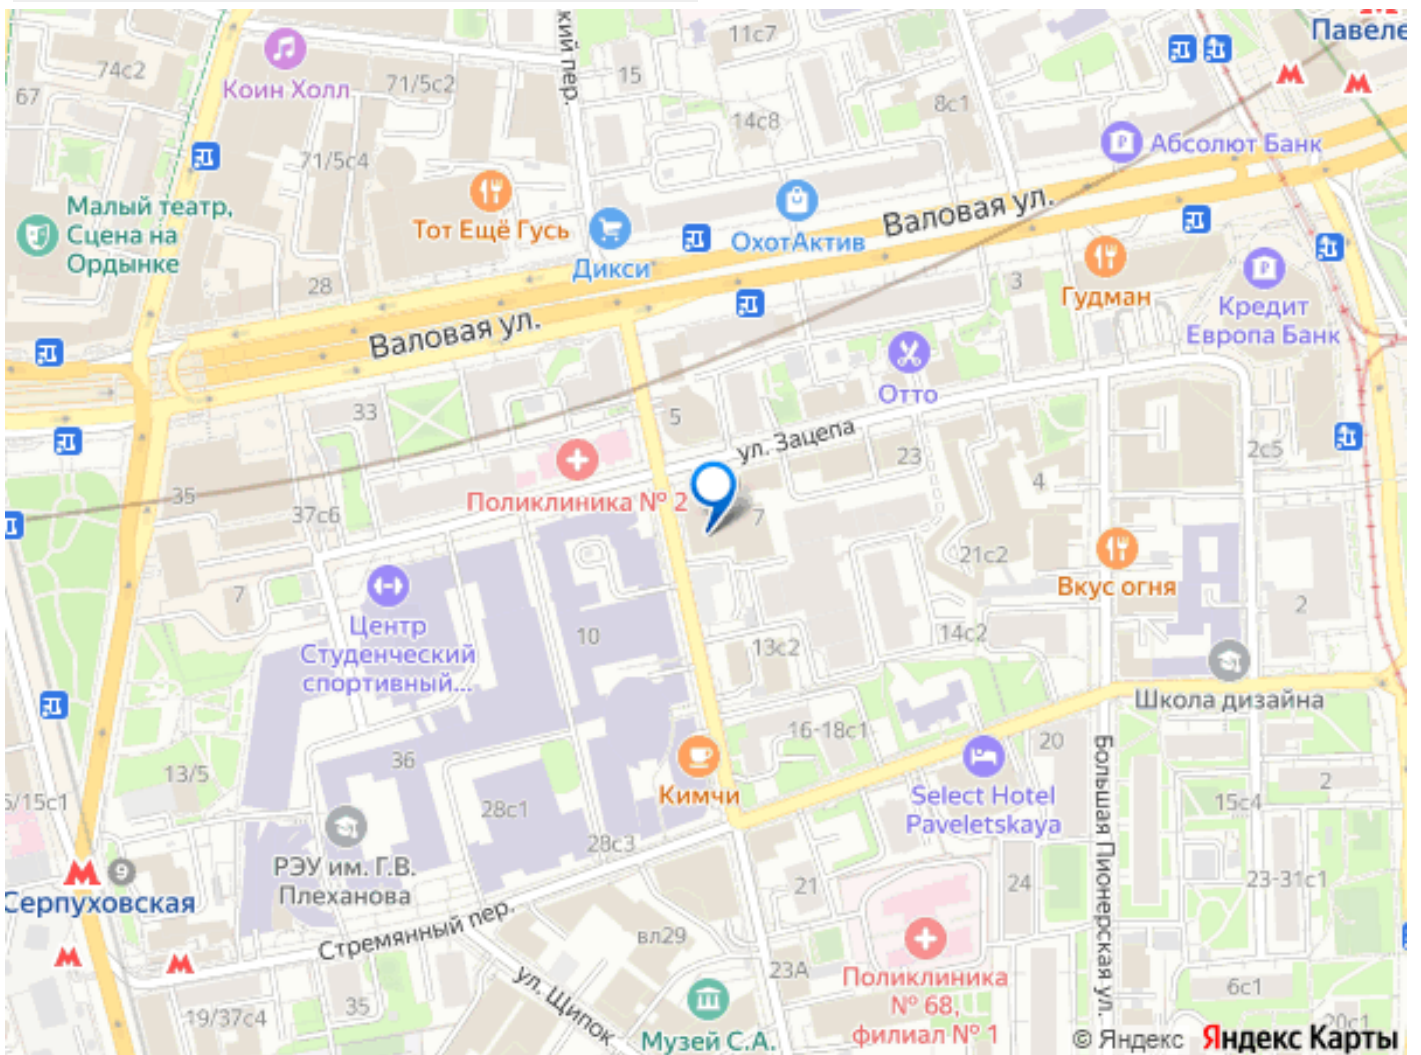 Павеле
кий пер.
11с7
15
74с2
67
Коин Холл
71/5с2
8с1
14с8
Абсолют Банк
71/5с4
Малый театр,
Сцена на
Ордынке
Тот Ещё Гусь
Дикси
ОхотАктив
Валовая ул.
28
3
Гудман
Кредит
Европа Банк
Валовая ул.
Отто
33
5
ул. Зацепа
23
2с5
4
35
37с6
Поликлиника № 2
7
21с2
Вкус огня
7
Центр
Студенческий
спортивный...
10
13с2
14с2
2
Школа дизайна
36
16-18с1
20
13/5
Кимчи
Select Hotel
Paveletskaya
Большая Пионерская ул.
2
15с4
5/15с1
28с1
28с3
РЭУ им. Г.В.
Плеханова
9
Серпуховская
21
24
23-31с1
Стремянный пер.
вл29
23А
Поликлиника
№ 68,
филиал № 1
ул. Щипок
35
19/37с4
Музей С.А.
6с1
20с1
© Яндекс Яндекс Карты